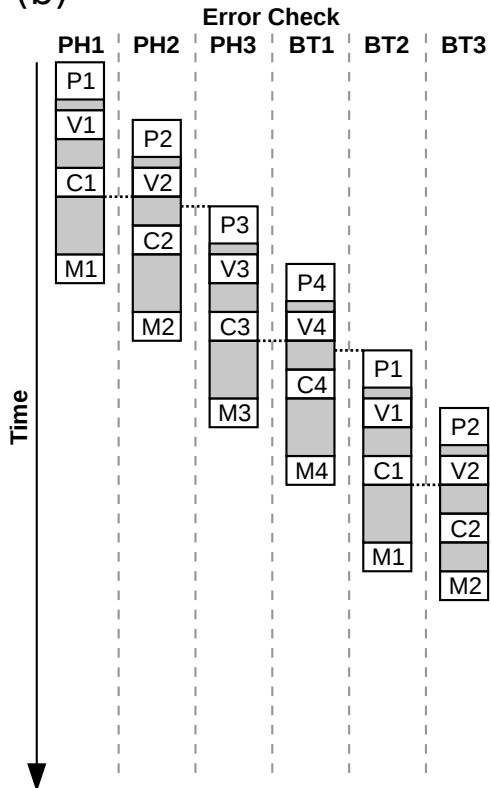 (b)
Error Check
PH1 PH2 PH3 BT1 BT2 BT3
P1
V1
C1
M1
P2
V2
C2
M2
P3
V3
C3
M3
P4
V4
C4
M4
P1
V1
C1
M1
P2
V2
C2
M2
Time